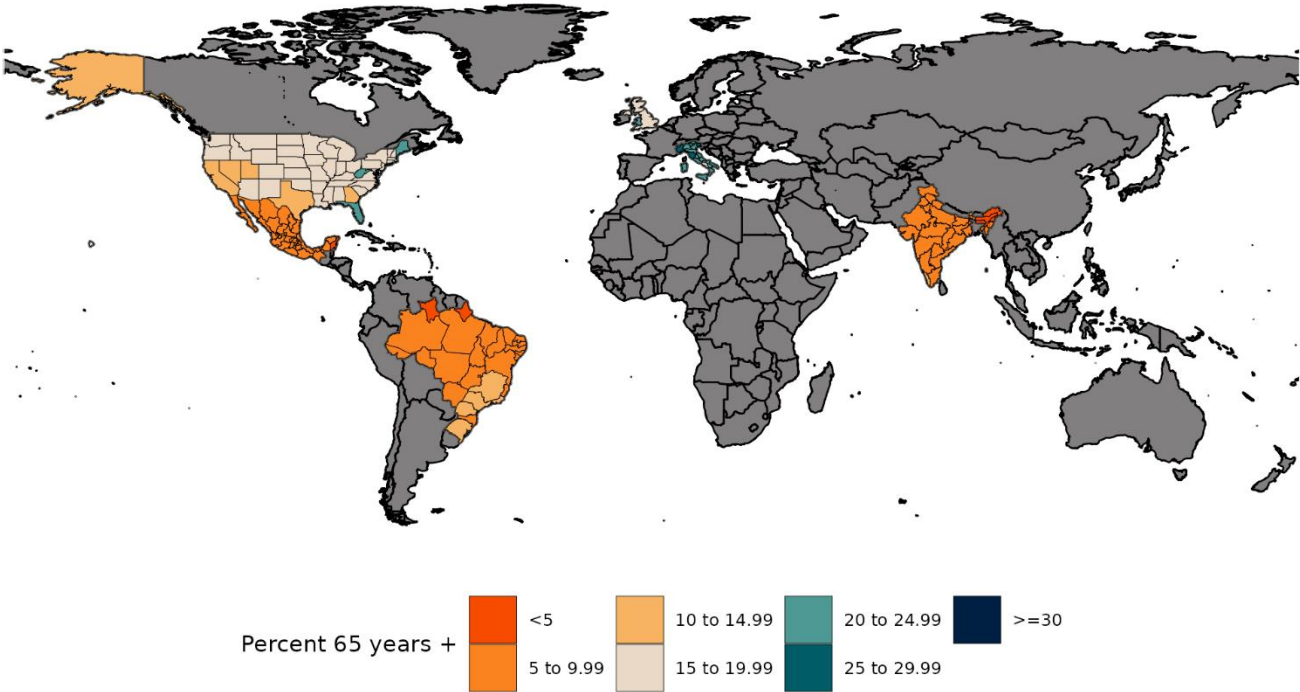 Percent 65 years +
<5
5 to 9.99
10 to 14.99
15 to 19.99
20 to 24.99
25 to 29.99
>=30